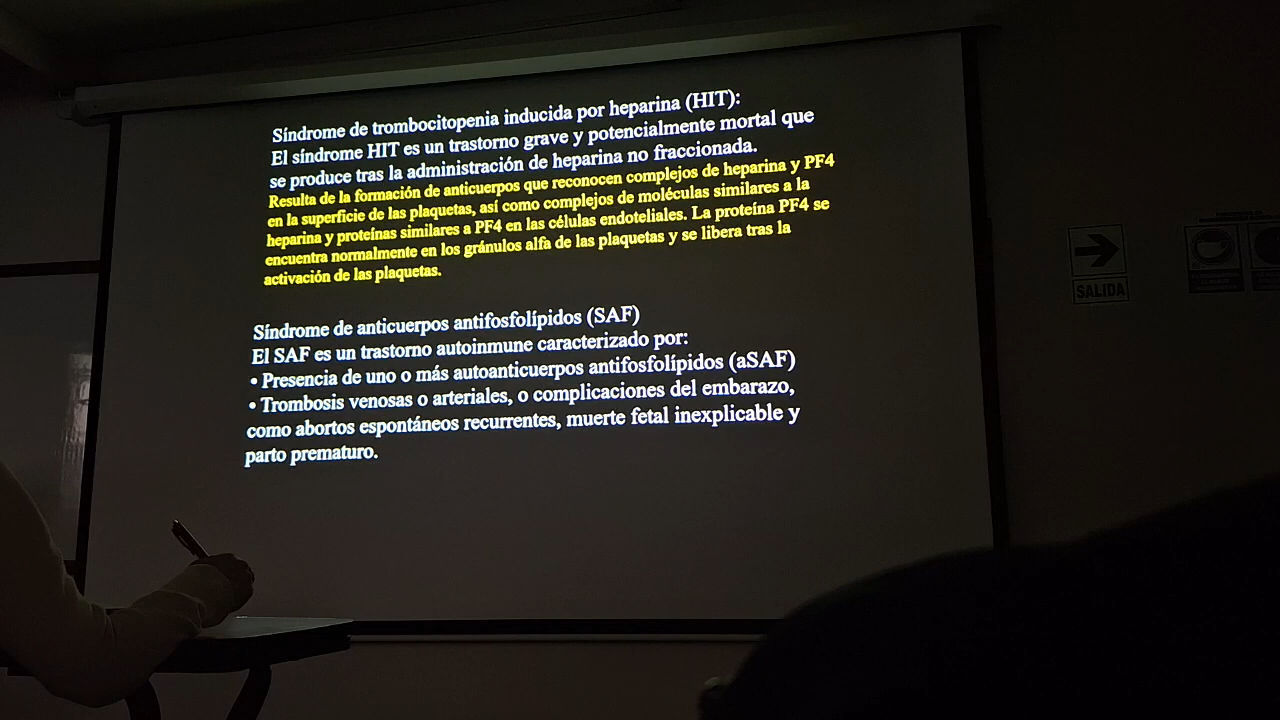 Síndrome de trombocitopenia inducida por heparina (HIT):
El síndrome HIT es un trastorno grave y potencialmente mortal que
se produce tras la administración de heparina no fraccionada.
Resulta de la formación de anticuerpos que reconocen complejos de heparina y PF4
en la superficie de las plaquetas, así como complejos de moléculas similares a la
heparina y proteínas similares a PF4 en las células endoteliales. La proteína PF4 se
encuentra normalmente en los gránulos alfa de las plaquetas y se libera tras la
activación de las plaquetas.
Síndrome de anticuerpos antifosfolípidos (SAF)
El SAF es un trastorno autoinmune caracterizado por:
• Presencia de uno o más autoanticuerpos antifosfolípidos (aSAF)
• Trombosis venosas o arteriales, o complicaciones del embarazo,
como abortos espontáneos recurrentes, muerte fetal inexplicable y
parto prematuro.
SALIDA